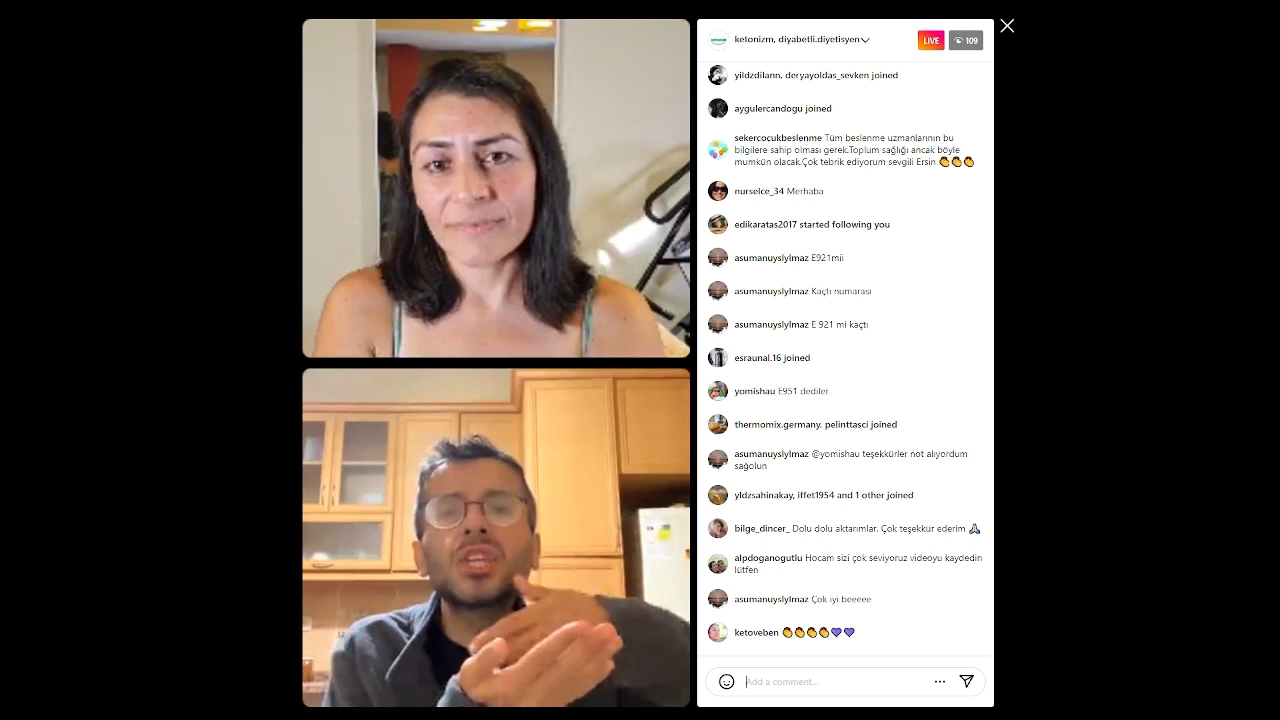 ketonizm, diyabetli.diyetisyen
LIVE
109
yildzdilann, deryayoldas_sevken joined
aygulercandogu joined
sekercocukbeslenme Tüm beslenme uzmanlarının bu
bilgilere sahip olması gerek.Toplum sağlığı ancak böyle
mumkün olacak.Çok tebrik ediyorum sevgili Ersin 👏👏👏
nurselce_34 Merhaba
edikaratas2017 started following you
asumanuyslylmaz E921mii
asumanuyslylmaz Kaçtı numarası
asumanuyslylmaz E 921 mi kaçtı
esraunal.16 joined
yomishau E951 dediler
thermomix.germany, pelinttasci joined
asumanuyslylmaz @yomishau teşekkürler not alıyordum
sağolun
yldzsahinakay, iffet1954 and 1 other joined
bilge_dincer_ Dolu dolu aktarımlar. Çok teşekkür ederim 🙏
alpdoganogutlu Hocam sizi çok seviyoruz videoyu kaydedin
lütfen
asumanuyslylmaz Çok iyi beeeee
ketoveben 👏👏👏👏💜💜
Add a comment...